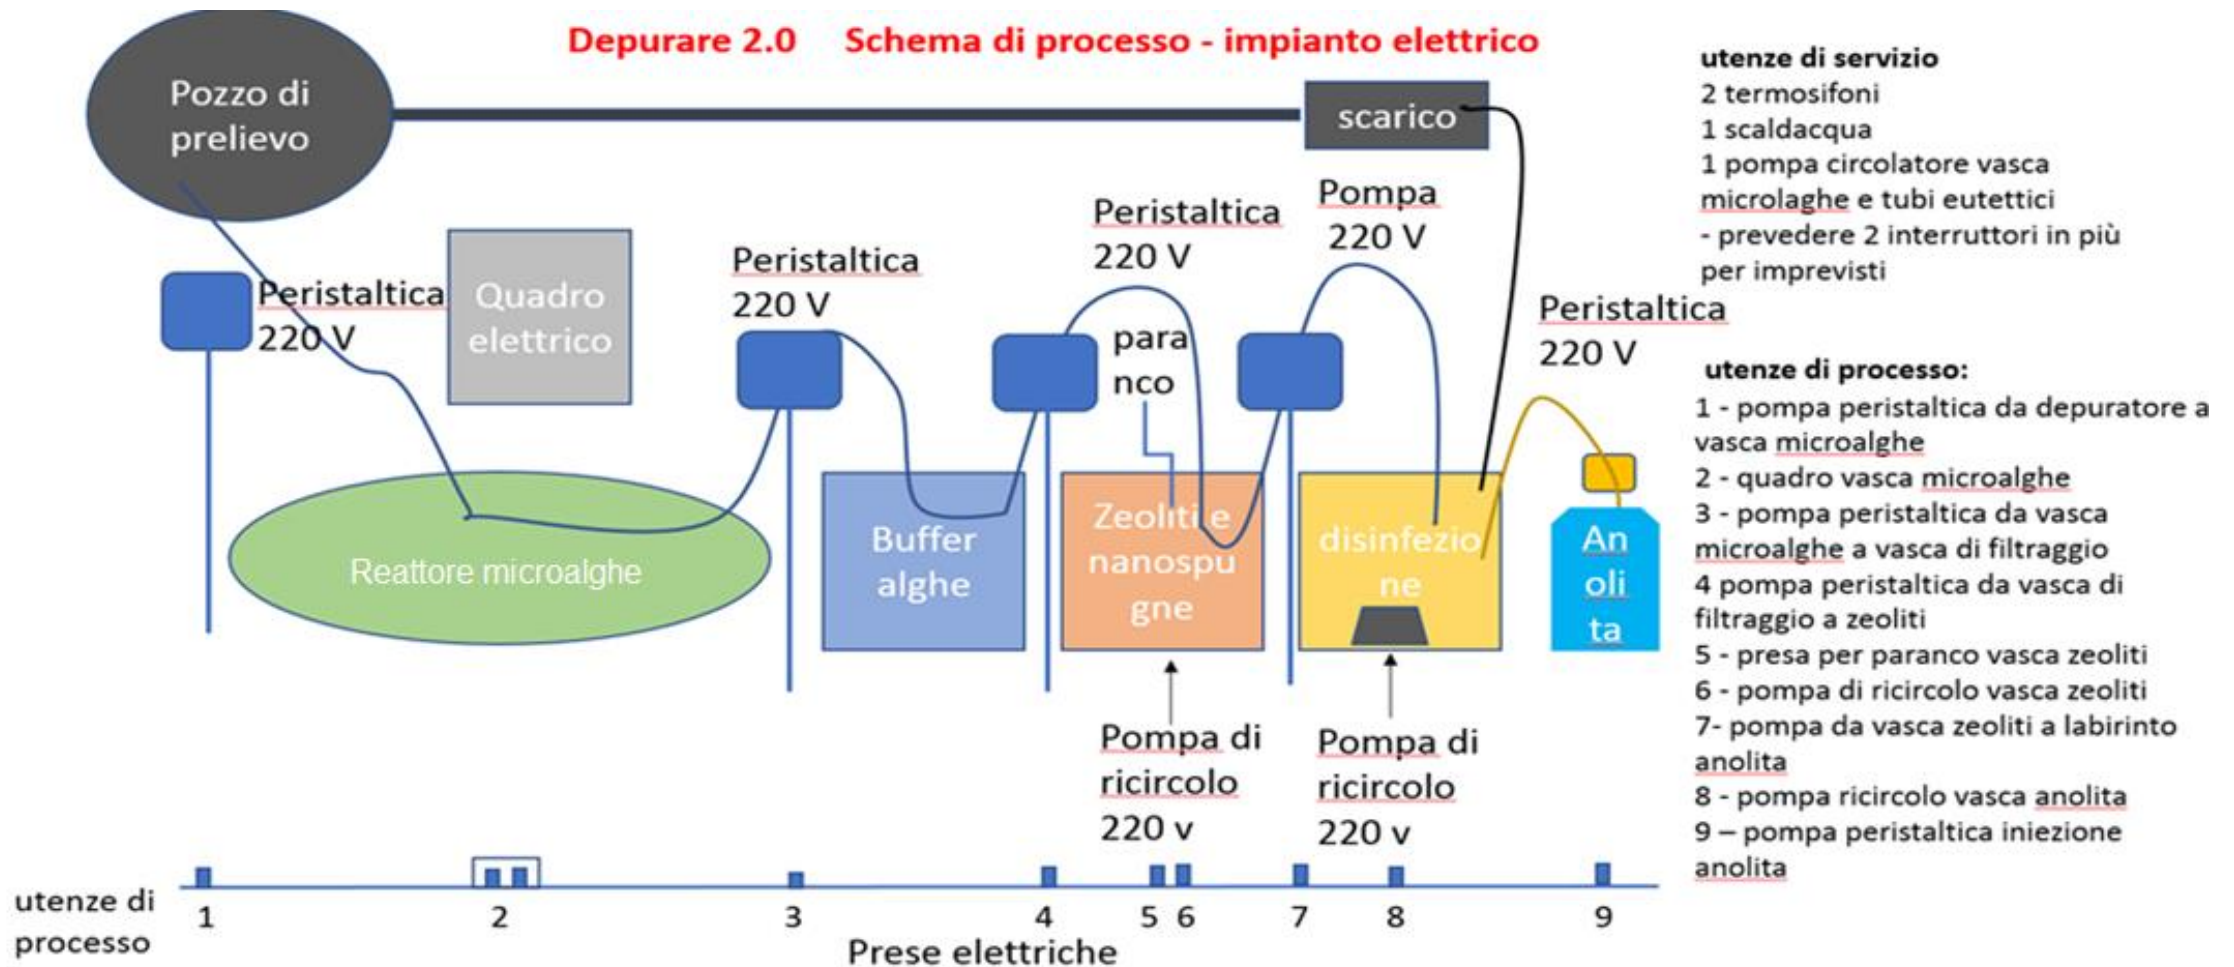 Depurare 2.0 Schema di processo - impianto elettrico
Pozzo di
prelievo
scarico
Peristaltica
220 V
Quadro
elettrico
Peristaltica
220 V
Peristaltica
220 V
para
nco
Pompa
220 V
Peristaltica
220 V
Reattore microalghe
Buffer
alghe
Zeoliti e
nanospu
gne
disinfezio
ne
An
oli
ta
Pompa di
ricircolo
220 v
Pompa di
ricircolo
220 v
utenze di
processo
1 2 3 4 5 6 7 8 9
Prese elettriche
utenze di servizio
2 termosifoni
1 scaldacqua
1 pompa circolatore vasca
microlaghe e tubi eutettici
- prevedere 2 interruttori in più
per imprevisti
utenze di processo:
1 - pompa peristaltica da depuratore a
vasca microalghe
2 - quadro vasca microalghe
3 - pompa peristaltica da vasca
microalghe a vasca di filtraggio
4 pompa peristaltica da vasca di
filtraggio a zeoliti
5 - presa per paranco vasca zeoliti
6 - pompa di ricircolo vasca zeoliti
7- pompa da vasca zeoliti a labirinto
anolita
8 - pompa ricircolo vasca anolita
9 – pompa peristaltica iniezione
anolita